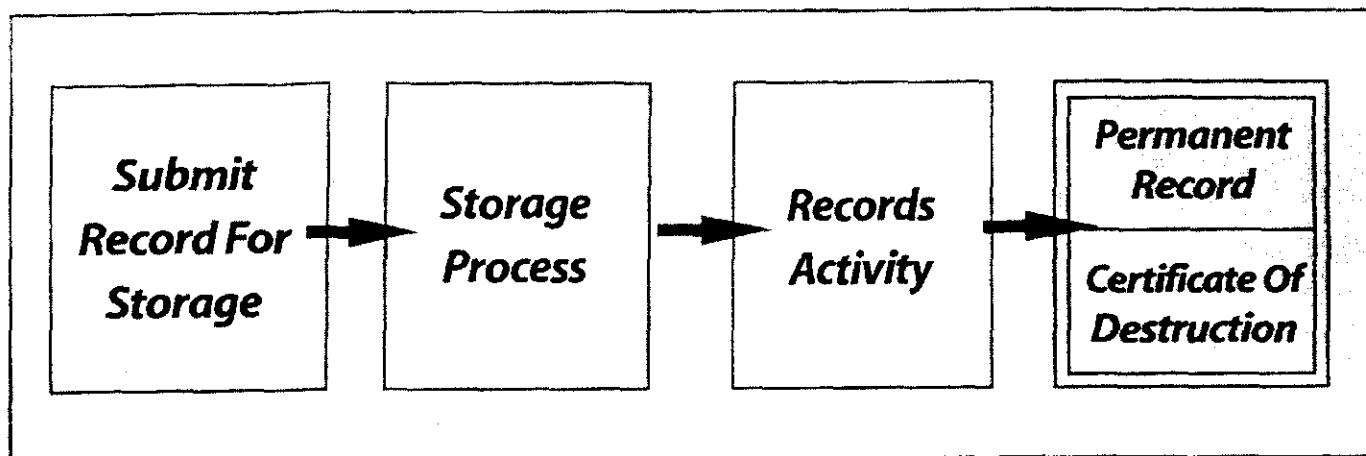 Submit
Record For
Storage
Storage
Process
Records
Activity
Permanent
Record
Certificate Of
Destruction